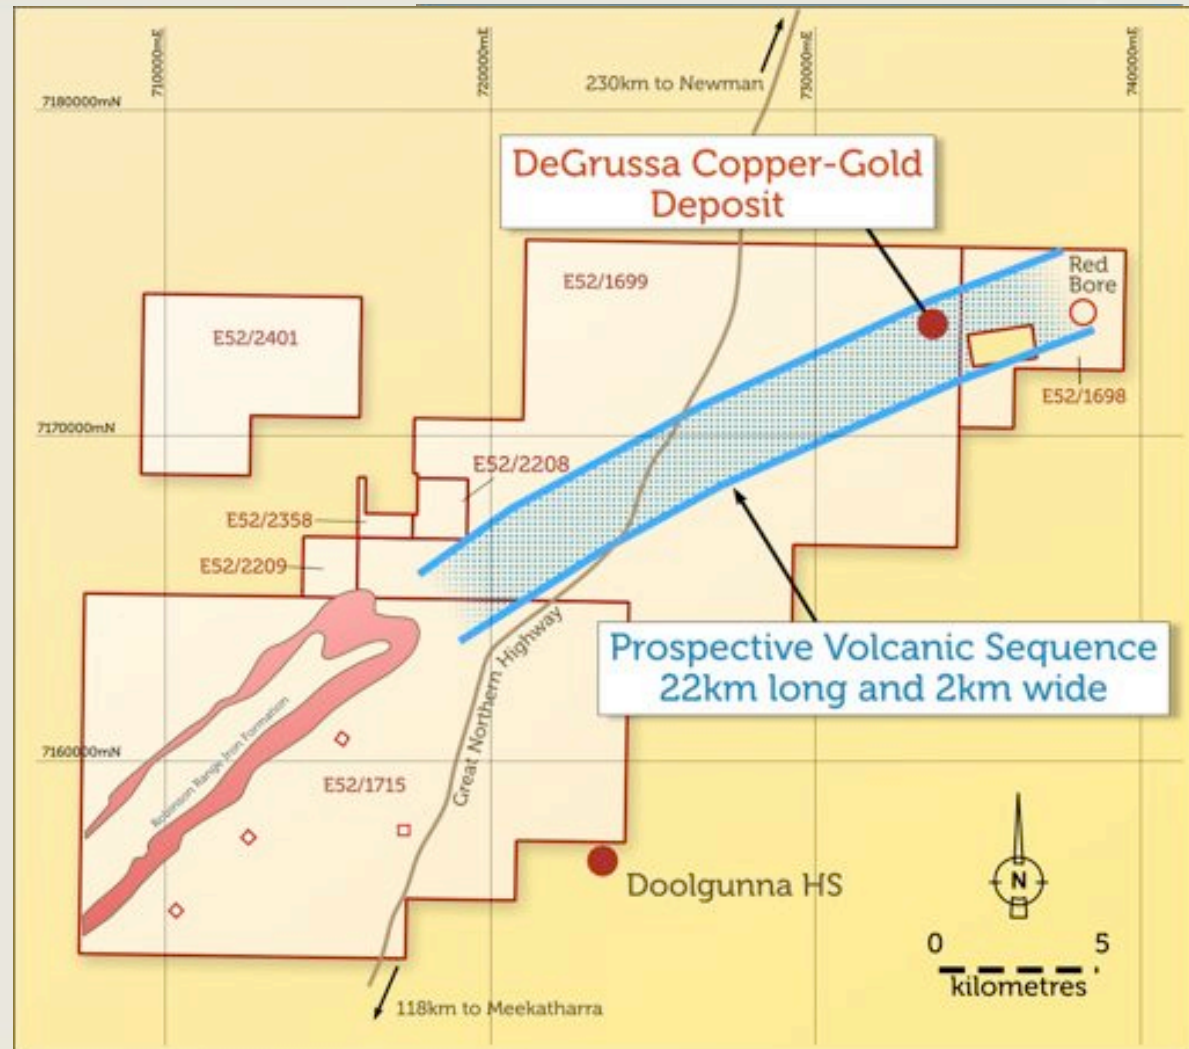 710000mE
720000mE
730000mE
740000mE
230km to Newman
7180000mN
DeGrussa Copper-Gold
Deposit
E52/1699
Red
Bore
E52/2401
E52/1698
7170000mN
E52/2208
E52/2358
E52/2209
Great Northern Highway
Prospective Volcanic Sequence
22km long and 2km wide
Robinson Range Iron Formation
7160000mN
E52/1715
Doolgunna HS
N
0 5
kilometres
118km to Meekatharra